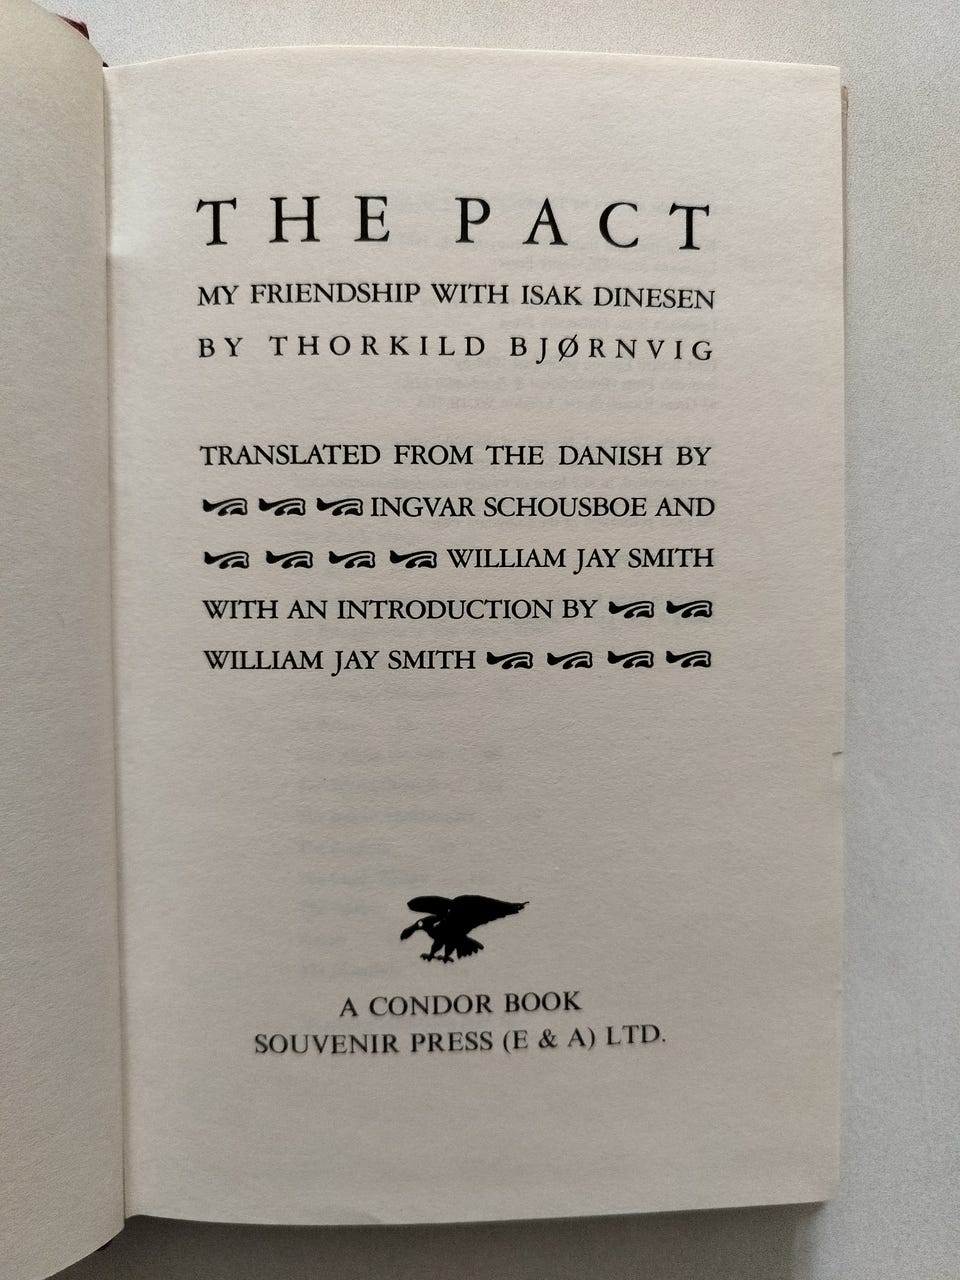 THE PACT
MY FRIENDSHIP WITH ISAK DINESEN
BY THORKILD BJØRNVIG
TRANSLATED FROM THE DANISH BY
INGVAR SCHOUSBOE AND
WILLIAM JAY SMITH
WITH AN INTRODUCTION BY
WILLIAM JAY SMITH
A CONDOR BOOK
SOUVENIR PRESS (E & A) LTD.